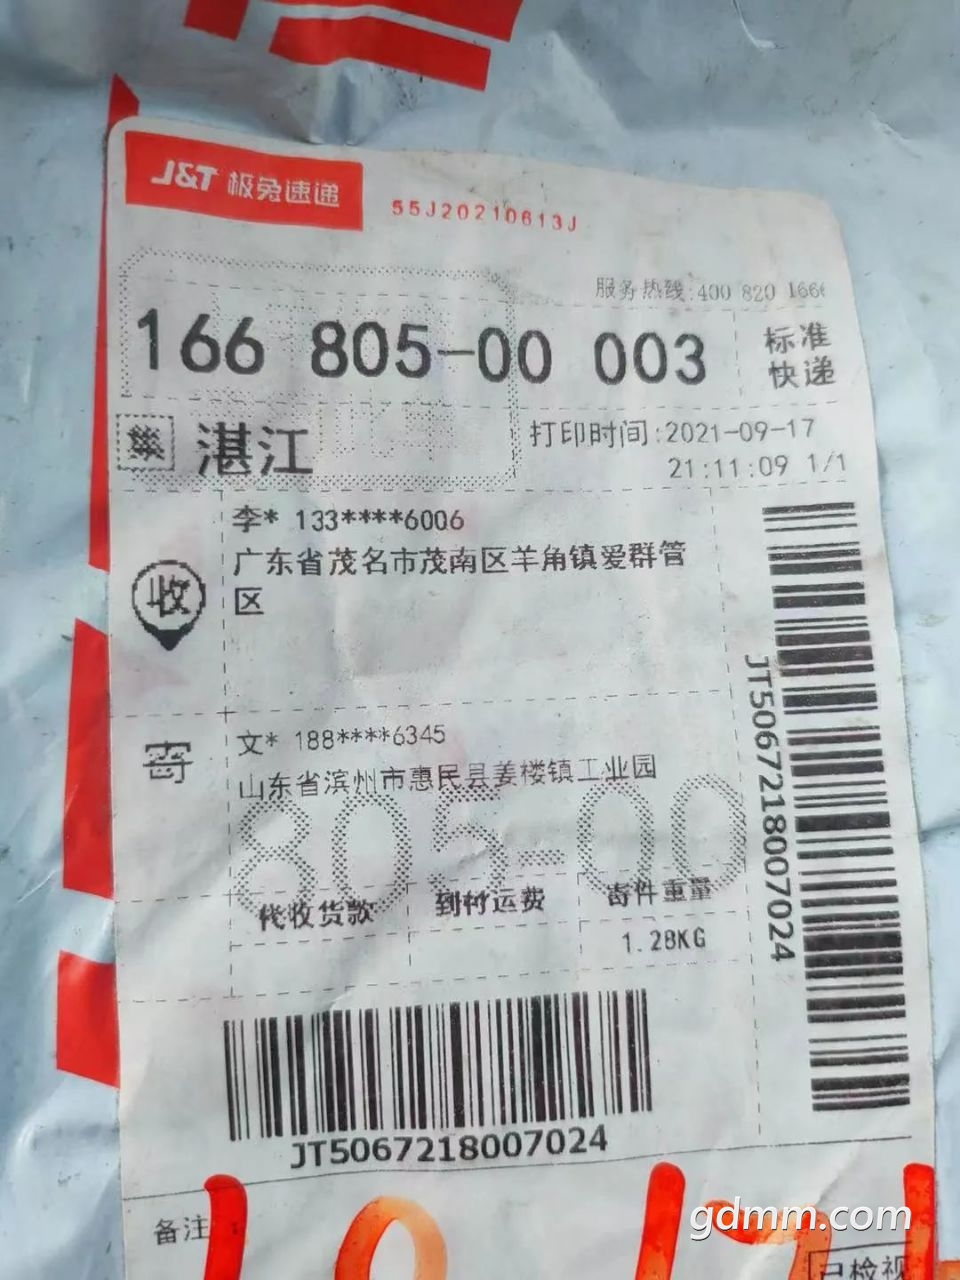 J&T 极兔速递
55J20210613J
服务热线:400 820 166
166 805-00 003
标准
快递
集
湛江
打印时间:2021-09-17
21:11:09 1/1
收
李* 133****6006
广东省茂名市茂南区羊角镇爱群管
区
JT5067218007024
寄
文* 188****6345
山东省滨州市惠民县姜楼镇工业园
805-00
代收货款
到付运费
寄件重量
1.28KG
JT5067218007024
备注:
gdmm.com
已检视